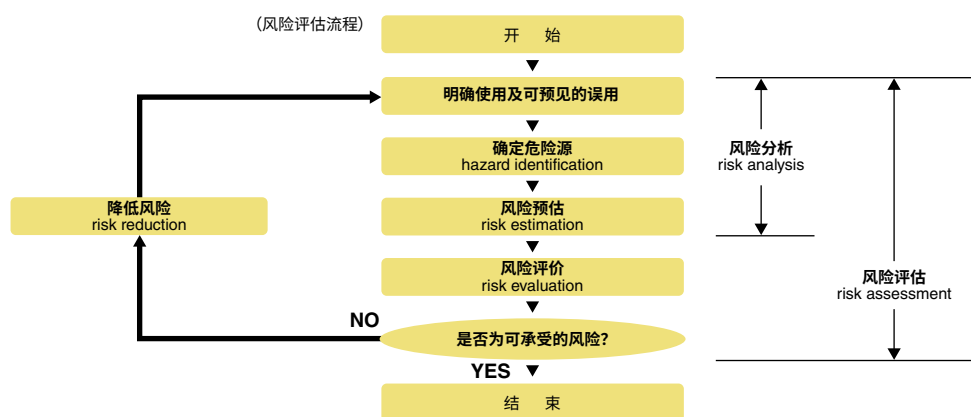 （风险评估流程）
开 始
明确使用及可预见的误用
确定危险源
hazard identification
风险分析
risk analysis
降低风险
risk reduction
风险预估
risk estimation
风险评价
risk evaluation
风险评估
risk assessment
NO
是否为可承受的风险？
YES
结 束